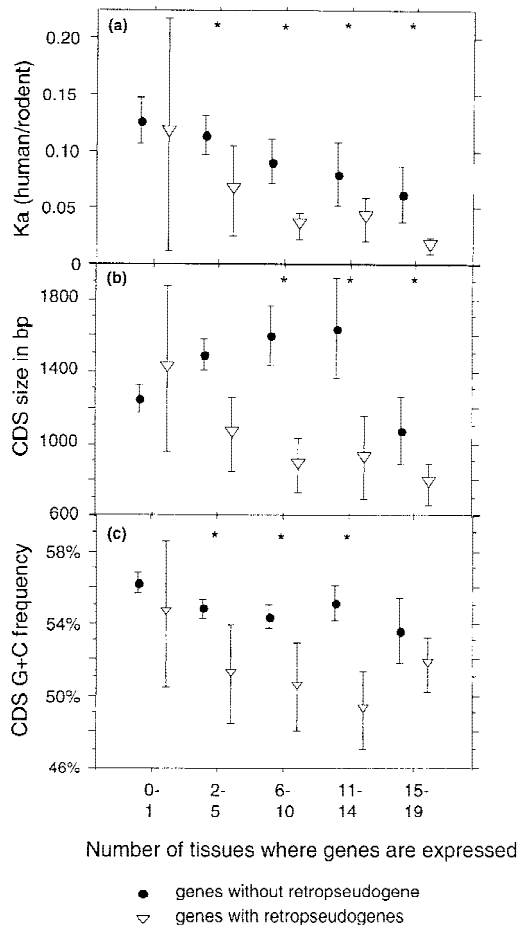 (a)
* * * *
0.20
0.15
0.10
0.05
0
Ka (human/rodent)
(b)
* * *
1800
1400
1000
600
CDS size in bp
(c)
* * *
58%
54%
50%
46%
CDS G+C frequency
0- 2- 6- 11- 15-
1 5 10 14 19
Number of tissues where genes are expressed
genes without retropseudogene
genes with retropseudogenes